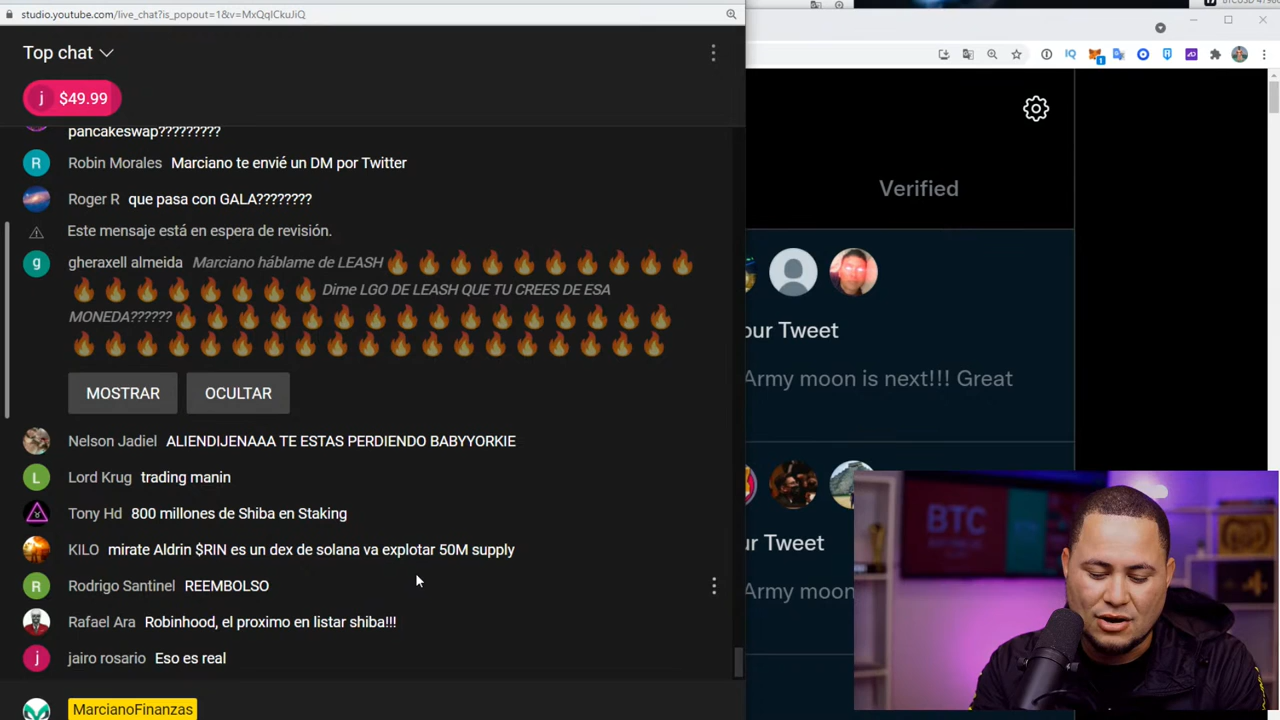 studio.youtube.com/live_chat?is_popout=1&v=MxQqlCkuJiQ
Top chat
j $49.99
pancakeswap?????????
R Robin Morales Marciano te envié un DM por Twitter
Roger R que pasa con GALA????????
Este mensaje está en espera de revisión.
g gheraxell almeida Marciano háblame de LEASH 🔥 🔥 🔥 🔥 🔥 🔥 🔥 🔥 🔥 🔥
🔥 🔥 🔥 🔥 🔥 🔥 🔥 🔥 Dime LGO DE LEASH QUE TU CREES DE ESA
MONEDA?????? 🔥 🔥 🔥 🔥 🔥 🔥 🔥 🔥 🔥 🔥 🔥 🔥 🔥 🔥 🔥 🔥
🔥 🔥 🔥 🔥 🔥 🔥 🔥 🔥 🔥 🔥 🔥 🔥 🔥 🔥 🔥 🔥 🔥 🔥 🔥
MOSTRAR OCULTAR
Nelson Jadiel ALIENDIJENAAA TE ESTAS PERDIENDO BABYYORKIE
L Lord Krug trading manin
Tony Hd 800 millones de Shiba en Staking
KILO mirate Aldrin $RIN es un dex de solana va explotar 50M supply
R Rodrigo Santinel REEMBOLSO
Rafael Ara Robinhood, el proximo en listar shiba!!!
j jairo rosario Eso es real
MarcianoFinanzas
IQ
1
Verified
our Tweet
Army moon is next!!! Great
ur Tweet
Army moon
BTC